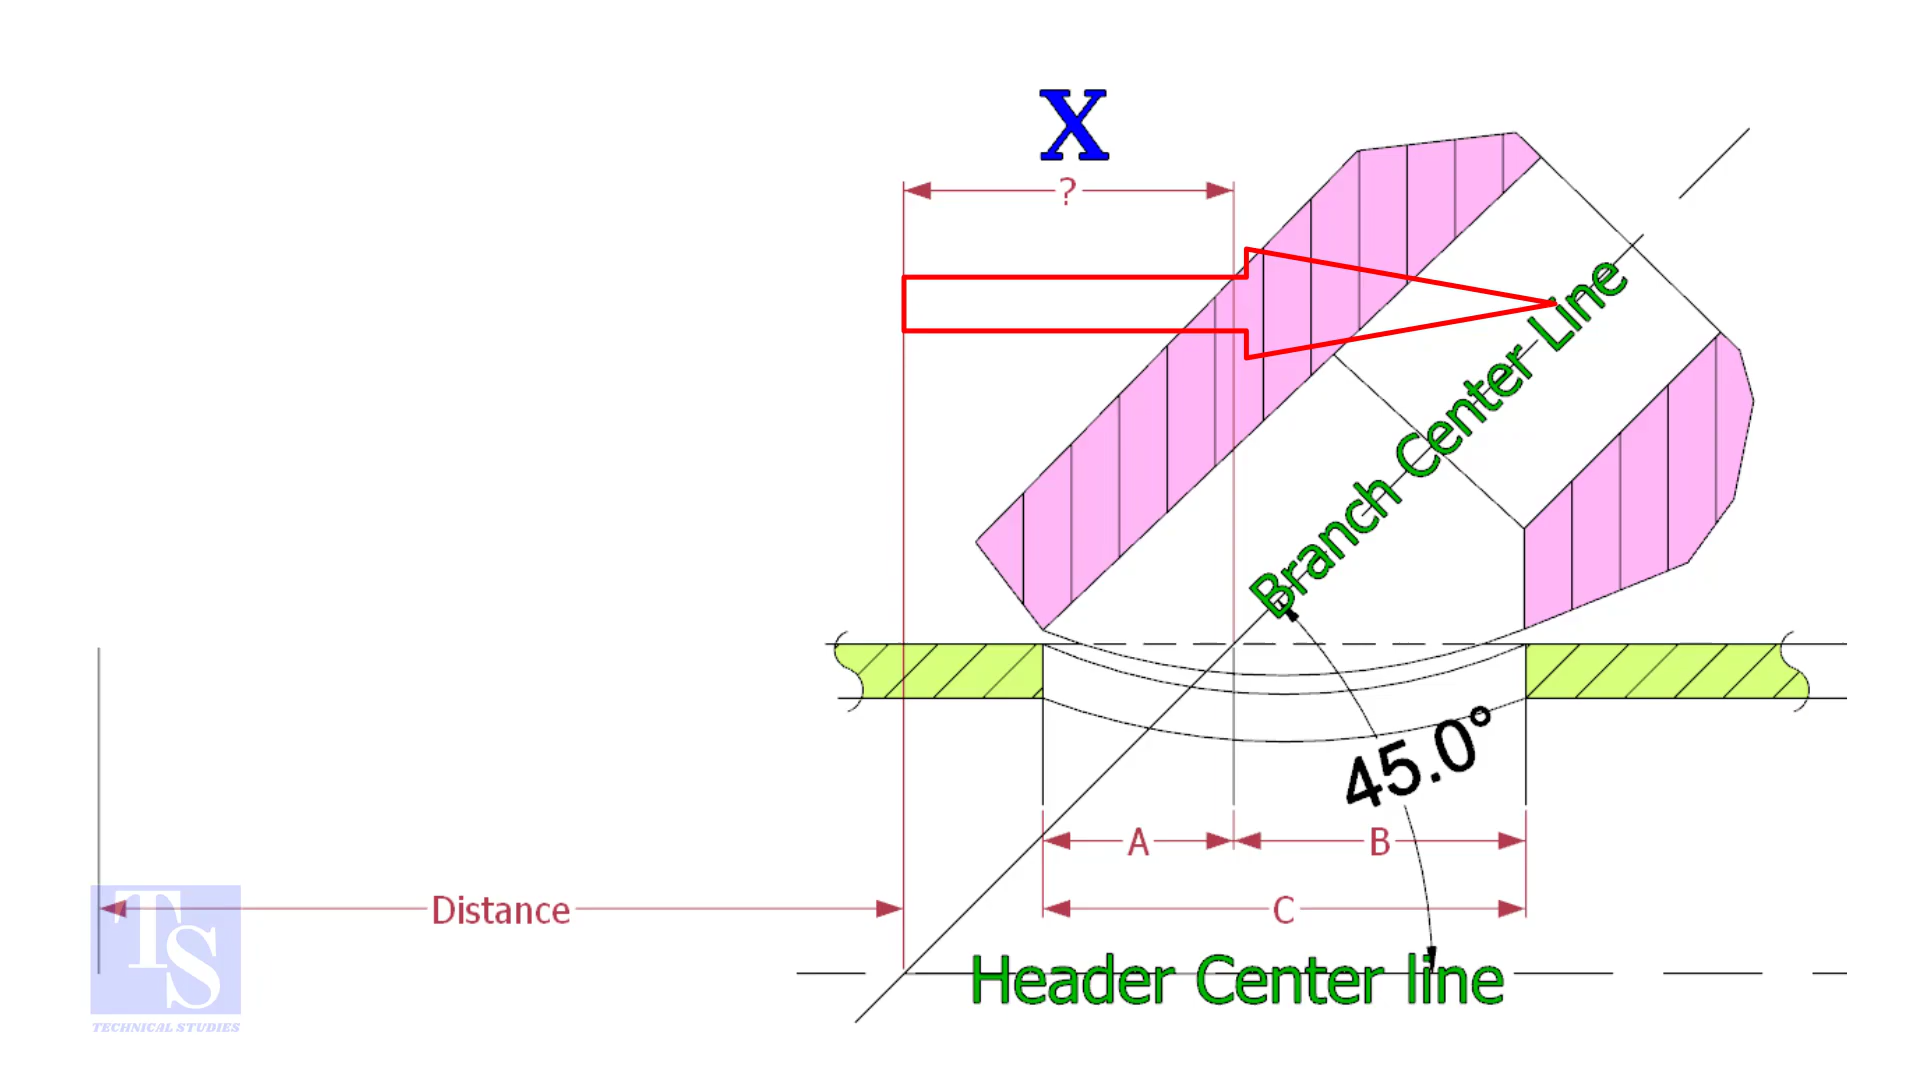 X
?
Branch Center Line
45.0°
A
B
Distance
C
Header Center line
TS
TECHNICAL STUDIES